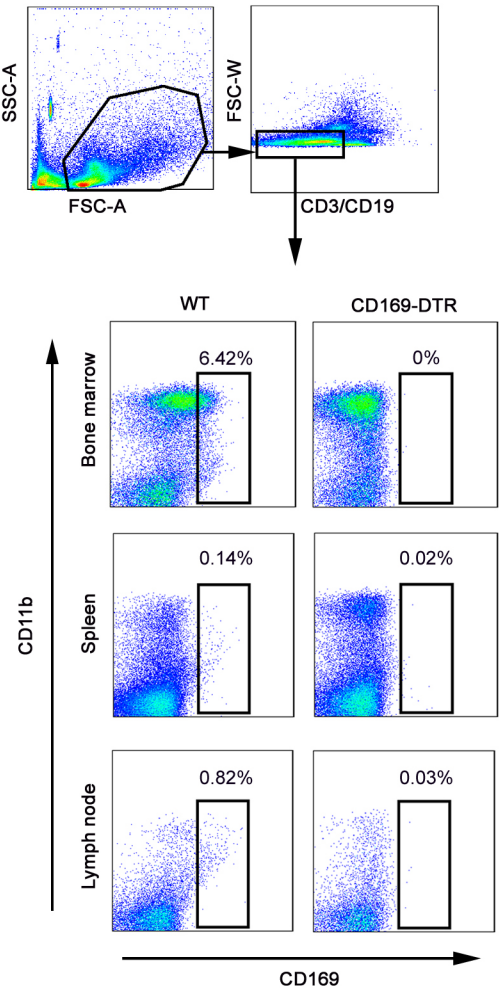 SSC-A
FSC-A
FSC-W
CD3/CD19
WT
CD169-DTR
Bone marrow
6.42%
0%
Spleen
0.14%
0.02%
Lymph node
0.82%
0.03%
CD11b
CD169